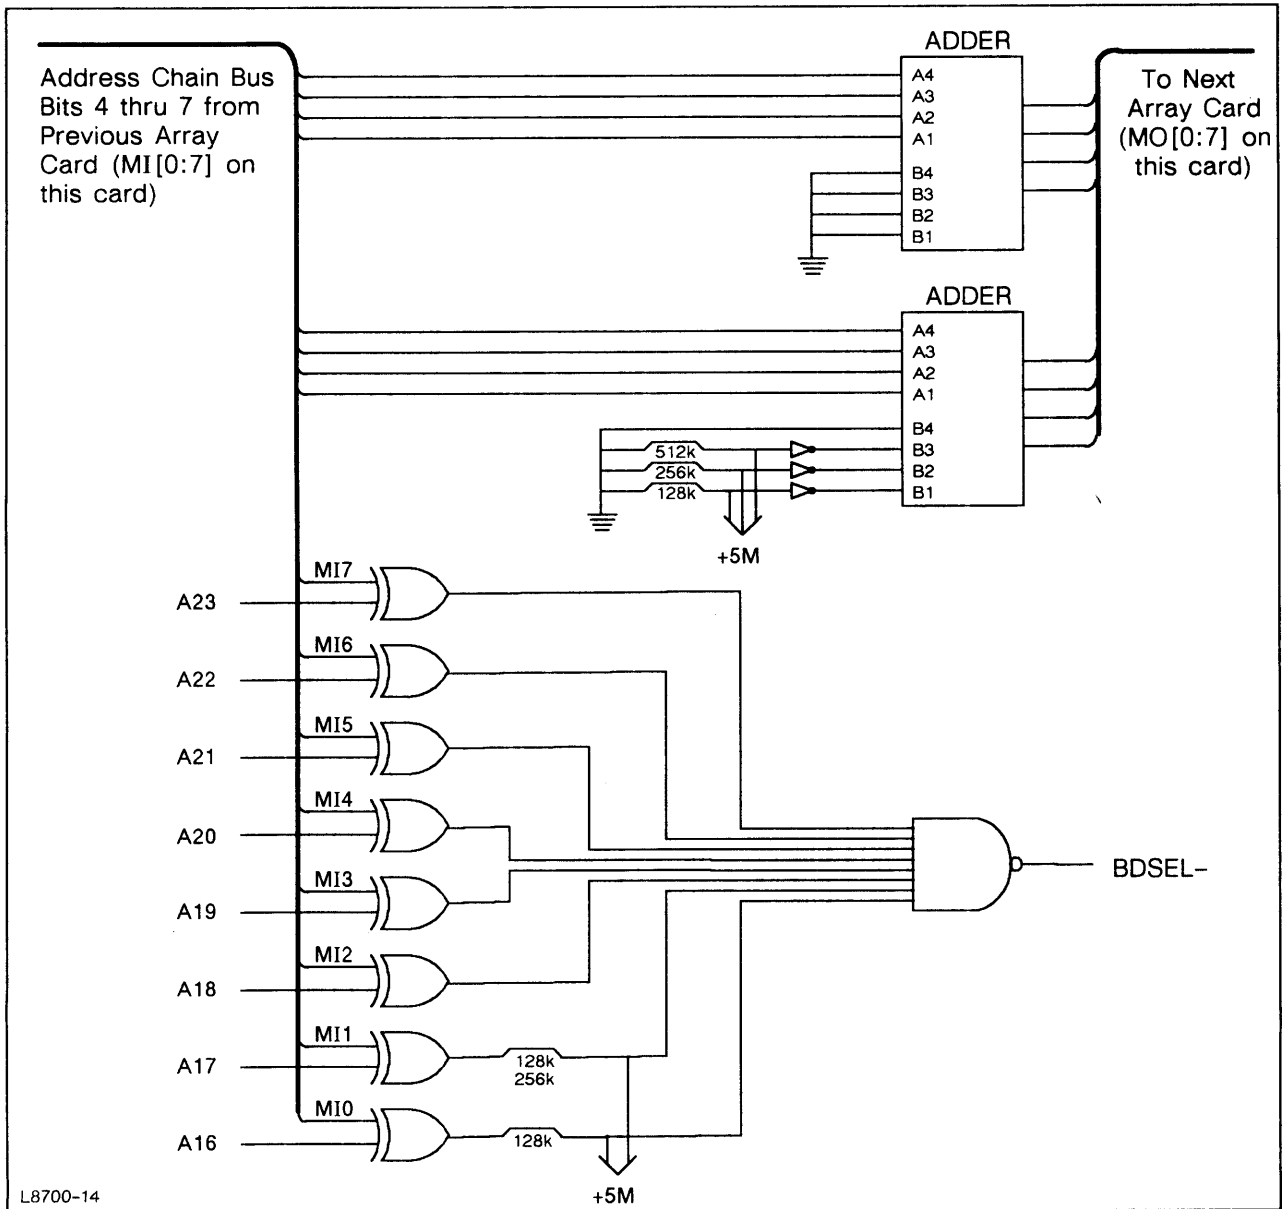 Address Chain Bus
Bits 4 thru 7 from
Previous Array
Card (MI[0:7] on
this card)
ADDER
A4
A3
A2
A1
B4
B3
B2
B1
To Next
Array Card
(MO[0:7] on
this card)
ADDER
A4
A3
A2
A1
B4
B3
B2
B1
512k
256k
128k
+5M
MI7
A23
MI6
A22
MI5
A21
MI4
A20
MI3
A19
MI2
A18
MI1
A17
128k
256k
MI0
A16
128k
+5M
BDSEL-
L8700-14